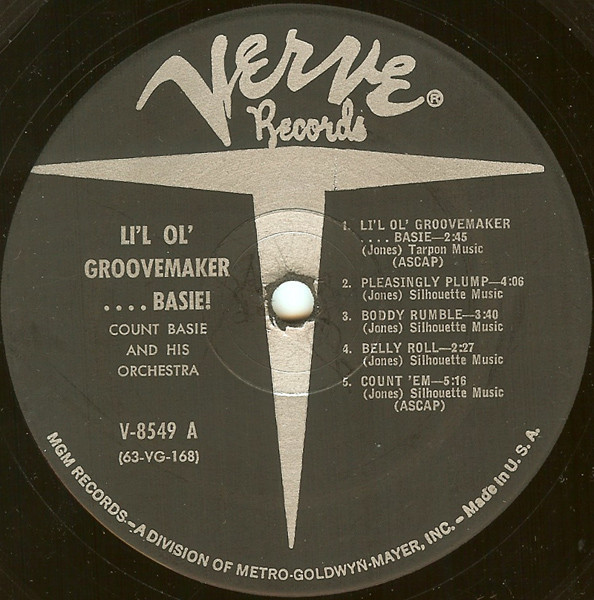 Verve ®
Records
LI'L OL'
GROOVEMAKER
....BASIE!
COUNT BASIE
AND HIS
ORCHESTRA
V-8549 A
(63-VG-168)
1. LI'L OL' GROOVEMAKER
....BASIE—2:45
(Jones) Tarpon Music
(ASCAP)
2. PLEASINGLY PLUMP—4:06
(Jones) Silhouette Music
3. BODDY RUMBLE—3:40
(Jones) Silhouette Music
4. BELLY ROLL—2:27
(Jones) Silhouette Music
5. COUNT 'EM—5:16
(Jones) Silhouette Music
(ASCAP)
MGM RECORDS—A DIVISION OF METRO-GOLDWYN-MAYER, INC. – Made in U. S. A.